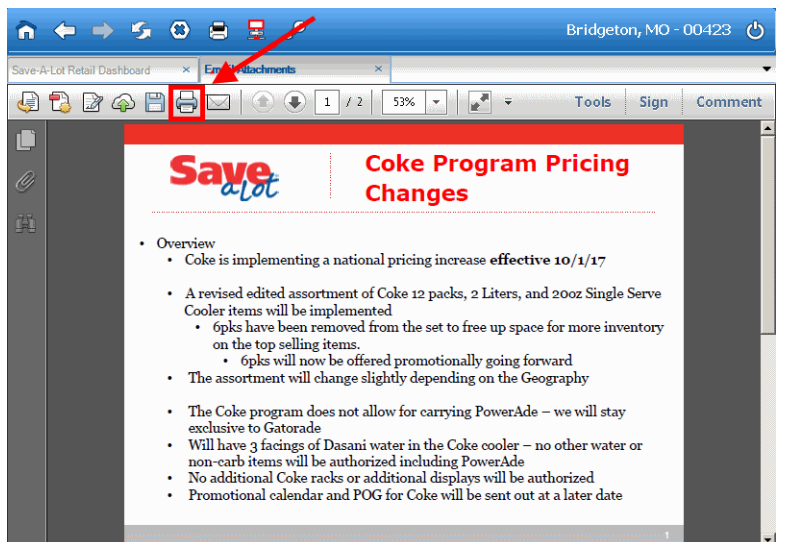 Bridgeton, MO - 00423
Save-A-Lot Retail Dashboard × Attachments ×
1 / 2 53% Tools Sign Comment
Save a Lot
Coke Program Pricing
Changes
• Overview
• Coke is implementing a national pricing increase effective 10/1/17
• A revised edited assortment of Coke 12 packs, 2 Liters, and 20oz Single Serve
Cooler items will be implemented
• 6pks have been removed from the set to free up space for more inventory
on the top selling items.
• 6pks will now be offered promotionally going forward
• The assortment will change slightly depending on the Geography
• The Coke program does not allow for carrying PowerAde – we will stay
exclusive to Gatorade
• Will have 3 facings of Dasani water in the Coke cooler – no other water or
non-carb items will be authorized including PowerAde
• No additional Coke racks or additional displays will be authorized
• Promotional calendar and POG for Coke will be sent out at a later date
1